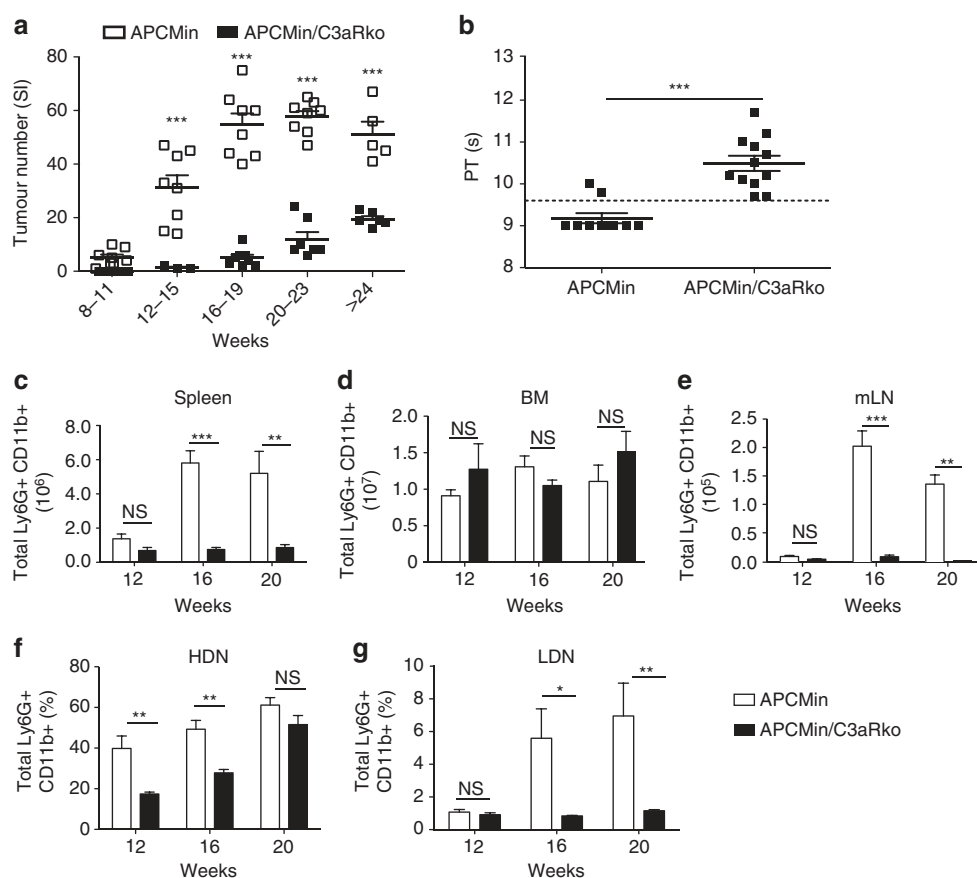 a
APCMin APCMin/C3aRko
Tumour number (SI)
80
60
40
20
0
***
***
***
***
8–11
12–15
16–19
20–23
>24
Weeks
b
PT (s)
13
12
11
10
9
8
***
APCMin
APCMin/C3aRko
c
Spleen
Total Ly6G+ CD11b+
(10⁶)
8.0
6.0
4.0
2.0
0.0
NS
***
**
12
16
20
Weeks
d
BM
Total Ly6G+ CD11b+
(10⁷)
2.0
1.5
1.0
0.5
0
NS
NS
NS
12
16
20
Weeks
e
mLN
Total Ly6G+ CD11b+
(10⁵)
2.5
2.0
1.5
1.0
0.5
0.0
NS
***
**
12
16
20
Weeks
f
HDN
Total Ly6G+
CD11b+ (%)
80
60
40
20
0
**
**
NS
12
16
20
Weeks
g
LDN
Total Ly6G+
CD11b+ (%)
10
8
6
4
2
0
NS
*
**
12
16
20
Weeks
APCMin
APCMin/C3aRko